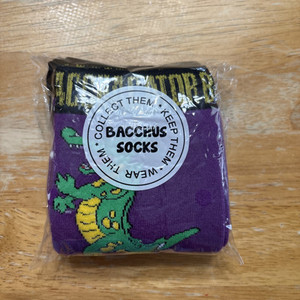 COLLECT THEM • KEEP THEM • WEAR THEM •
BACCHUS
SOCKS